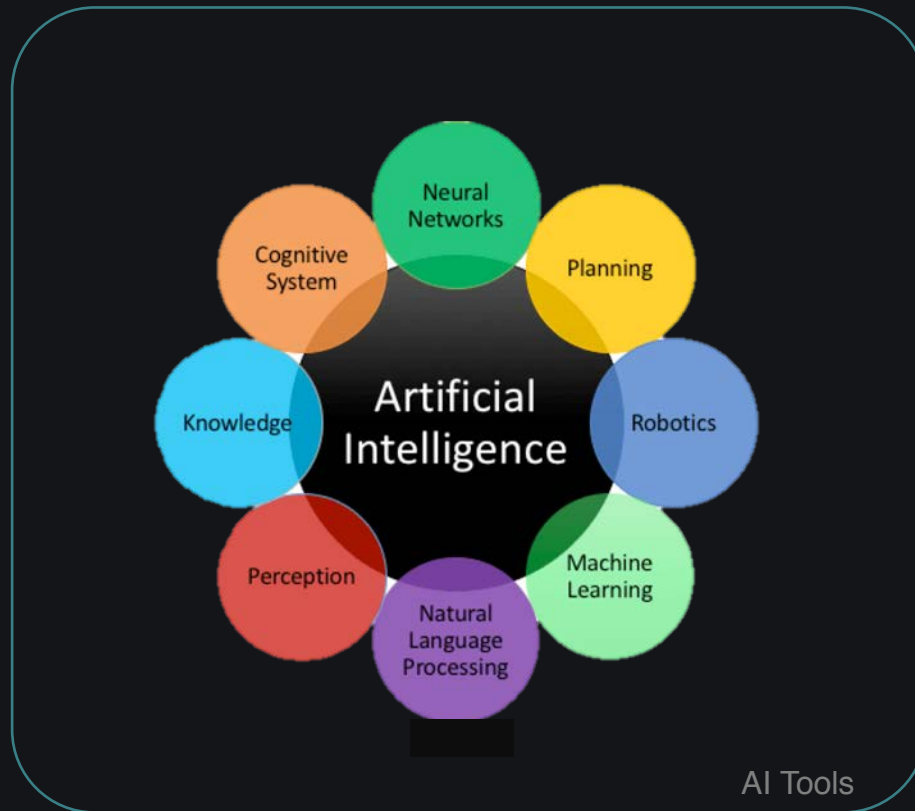 Neural
Networks
Cognitive
System
Planning
Knowledge
Artificial
Intelligence
Robotics
Perception
Machine
Learning
Natural
Language
Processing
AI Tools